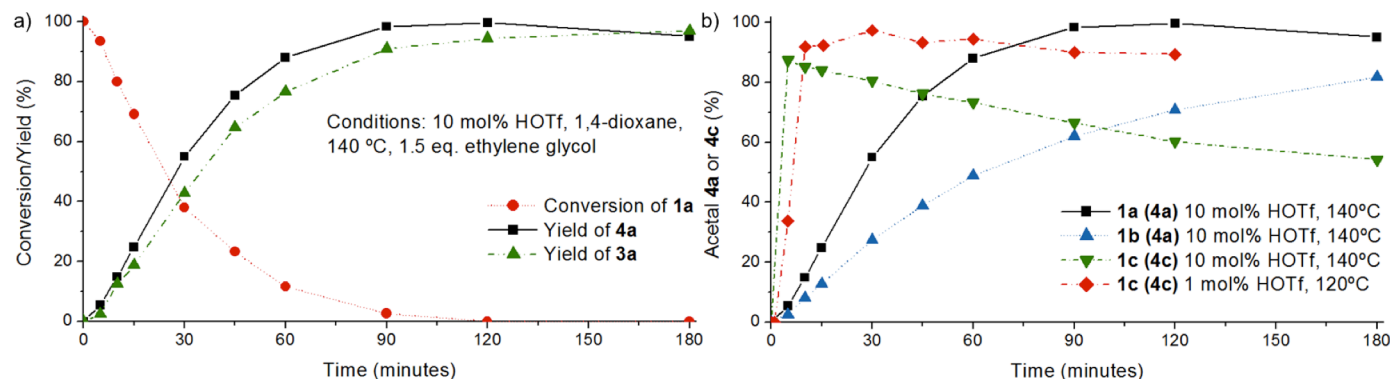 a)
Conversion/Yield (%)
100
80
60
40
20
0
Conditions: 10 mol% HOTf, 1,4-dioxane,
140 ºC, 1.5 eq. ethylene glycol
Conversion of 1a
Yield of 4a
Yield of 3a
0 30 60 90 120 180
Time (minutes)
b)
Acetal 4a or 4c (%)
100
80
60
40
20
0
1a (4a) 10 mol% HOTf, 140ºC
1b (4a) 10 mol% HOTf, 140ºC
1c (4c) 10 mol% HOTf, 140ºC
1c (4c) 1 mol% HOTf, 120ºC
0 30 60 90 120 180
Time (minutes)